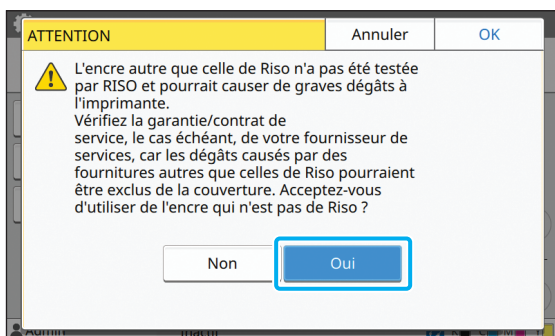 ATTENTION
Annuler
OK
L'encre autre que celle de Riso n'a pas été testée
par RISO et pourrait causer de graves dégâts à
l'imprimante.
Vérifiez la garantie/contrat de
service, le cas échéant, de votre fournisseur de
services, car les dégâts causés par des
fournitures autres que celles de Riso pourraient
être exclus de la couverture. Acceptez-vous
d'utiliser de l'encre qui n'est pas de Riso ?
Non
Oui